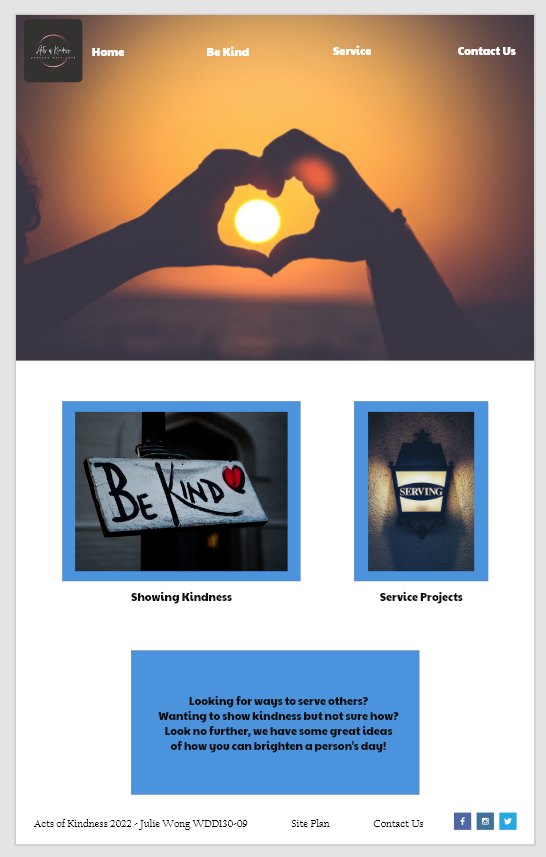 Acts of Kindness
Home
Be Kind
Service
Contact Us
BE KIND
SERVING
Showing Kindness
Service Projects
Looking for ways to serve others?
Wanting to show kindness but not sure how?
Look no further, we have some great ideas
of how you can brighten a person's day!
Acts of Kindness 2022 - Julie Wong WDD130-09
Site Plan
Contact Us